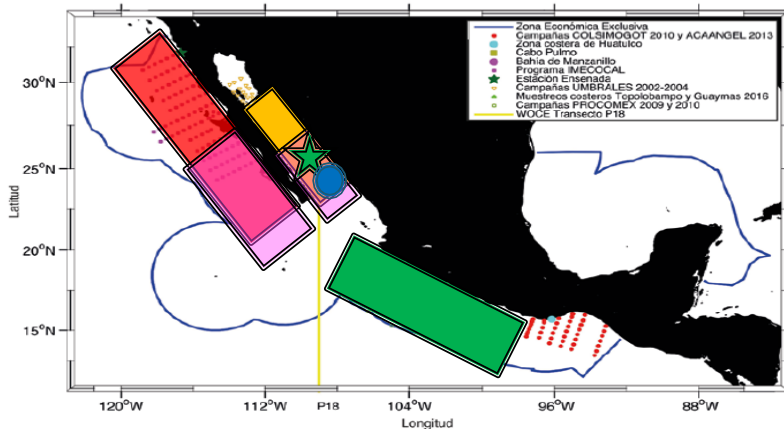 Zona Económica Exclusiva
Campañas COLSIMOGOT 2010 y ACAANGEL 2013
Zona costera de Huatulco
Cabo Pulmo
Bahía de Manzanillo
Programa IMECOCAL
Estación Ensenada
Campañas UMBRALES 2002-2004
Muestreos costeros Topolobampo y Guaymas 2016
Campañas PROCOMEX 2009 y 2010
WOCE Transecto P18
30°N
25°N
20°N
15°N
Latitud
120°W
112°W
P18
104°W
96°W
88°W
Longitud